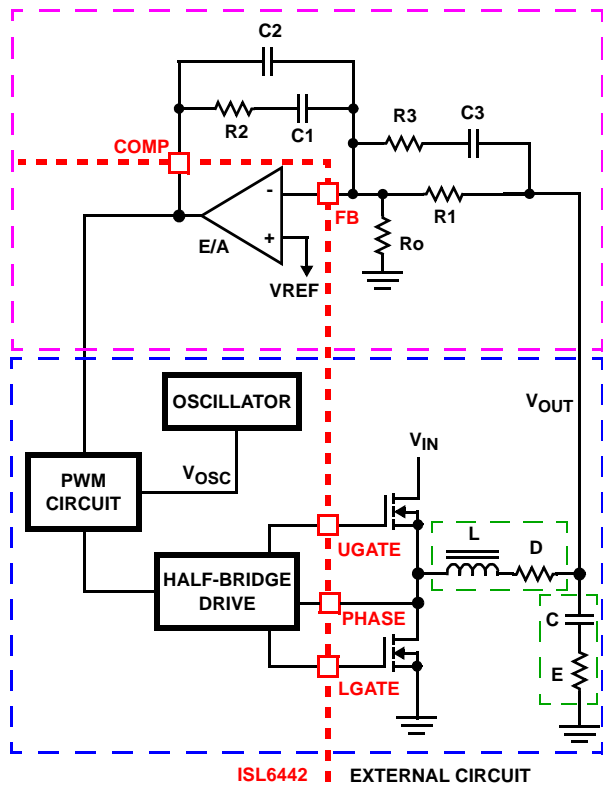 C2
R2
C1
R3
C3
COMP
-
+
E/A
FB
R1
Ro
VREF
OSCILLATOR
VOUT
VIN
PWM
CIRCUIT
VOSC
UGATE
L
D
HALF-BRIDGE
DRIVE
PHASE
C
E
LGATE
ISL6442
EXTERNAL CIRCUIT